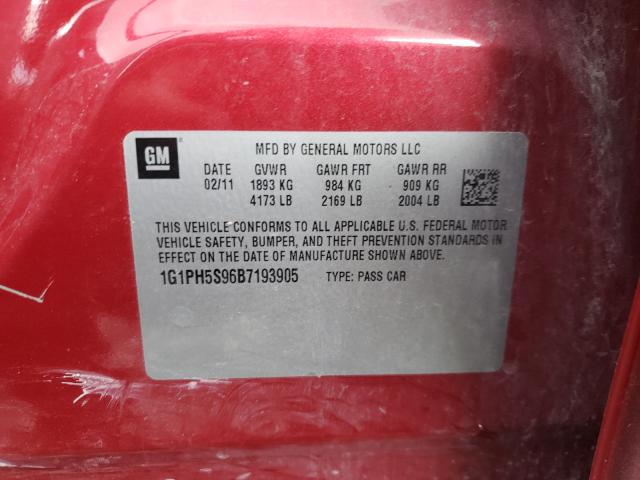 GM
MFD BY GENERAL MOTORS LLC
DATE GVWR GAWR FRT GAWR RR
02/11 1893 KG 984 KG 909 KG
4173 LB 2169 LB 2004 LB
THIS VEHICLE CONFORMS TO ALL APPLICABLE U.S. FEDERAL MOTOR
VEHICLE SAFETY, BUMPER, AND THEFT PREVENTION STANDARDS IN
EFFECT ON THE DATE OF MANUFACTURE SHOWN ABOVE.
1G1PH5S96B7193905 TYPE: PASS CAR